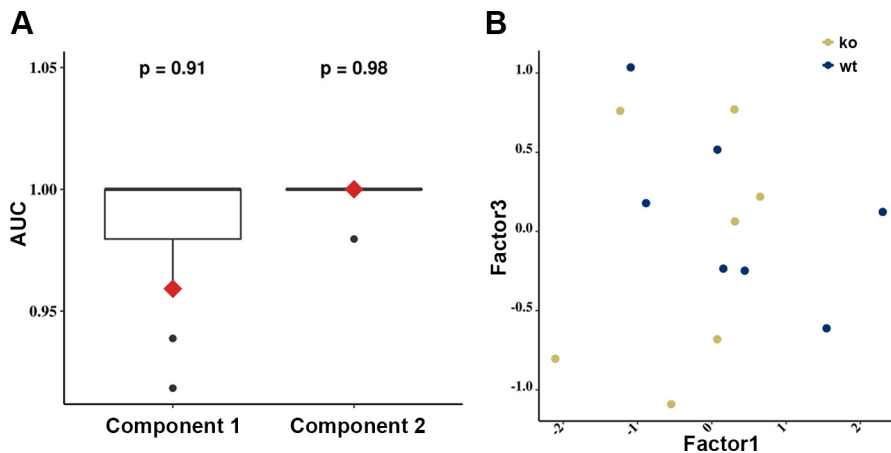 A
1.05
1.00
0.95
AUC
p = 0.91
p = 0.98
Component 1
Component 2
B
ko
wt
1.0
0.5
0.0
-0.5
-1.0
Factor3
-2
-1
0
1
2
Factor1